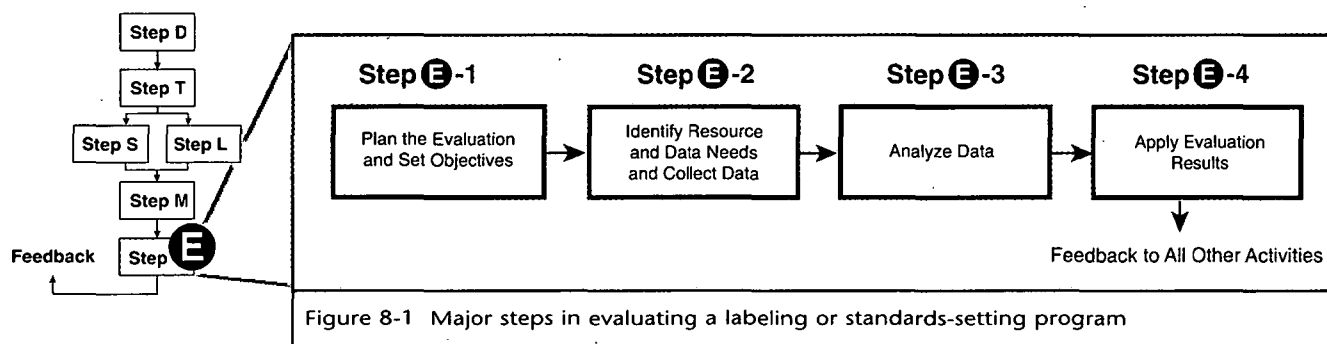 Step D
Step T
Step S
Step L
Step M
Step E
Feedback
Step E-1
Plan the Evaluation
and Set Objectives
Step E-2
Identify Resource
and Data Needs
and Collect Data
Step E-3
Analyze Data
Step E-4
Apply Evaluation
Results
Feedback to All Other Activities
Figure 8-1 Major steps in evaluating a labeling or standards-setting program